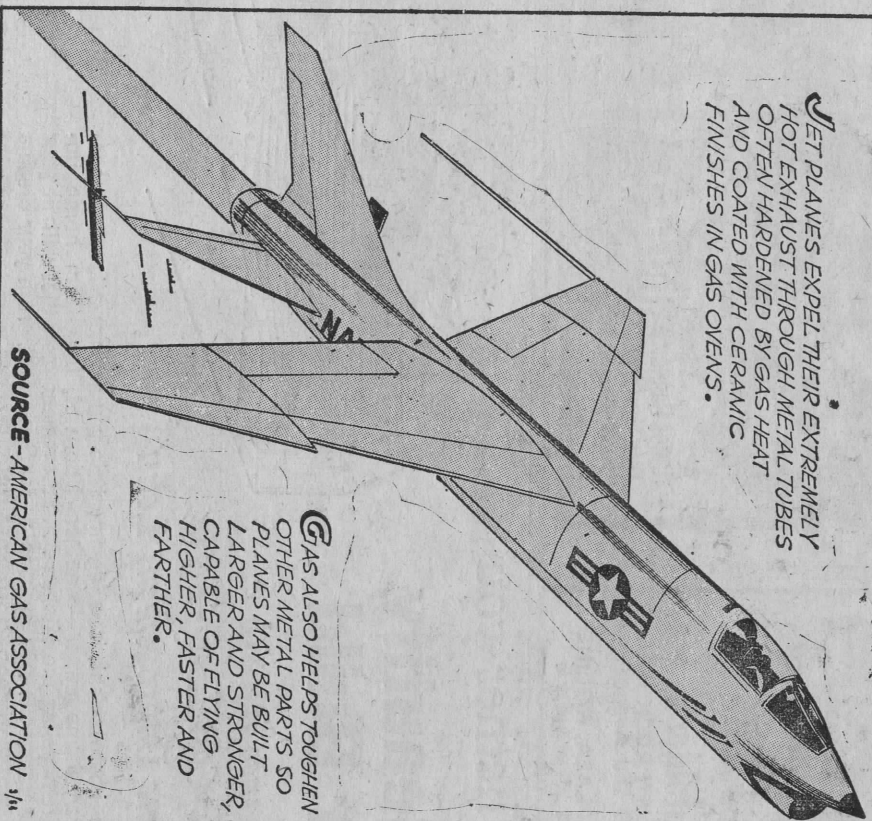 JET PLANES EXPEL THEIR EXTREMELY
HOT EXHAUST THROUGH METAL TUBES
OFTEN HARDENED BY GAS HEAT
AND COATED WITH CERAMIC
FINISHES IN GAS OVENS.
NA
GAS ALSO HELPS TOUGHEN
OTHER METAL PARTS SO
PLANES MAY BE BUILT
LARGER AND STRONGER,
CAPABLE OF FLYING
HIGHER, FASTER AND
FARTHER.
SOURCE-AMERICAN GAS ASSOCIATION